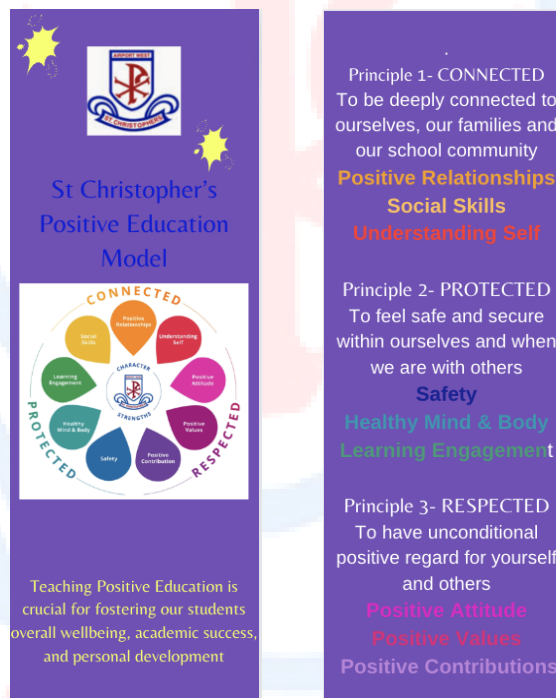 AIRPORT WEST
ST CHRISTOPHERS
St Christopher's
Positive Education
Model
CONNECTED
Positive
Relationships
Social
Skills
Understanding
Self
Learning
Engagement
CHARACTER
STRENGTHS
Positive
Attitude
Healthy
Mind & Body
Positive
Values
Safety
Positive
Contribution
PROTECTED
RESPECTED
Teaching Positive Education is
crucial for fostering our students
overall wellbeing, academic success,
and personal development
.
Principle 1- CONNECTED
To be deeply connected to
ourselves, our families and
our school community
Positive Relationships
Social Skills
Understanding Self
Principle 2- PROTECTED
To feel safe and secure
within ourselves and when
we are with others
Safety
Healthy Mind & Body
Learning Engagement
Principle 3- RESPECTED
To have unconditional
positive regard for yourself
and others
Positive Attitude
Positive Values
Positive Contributions